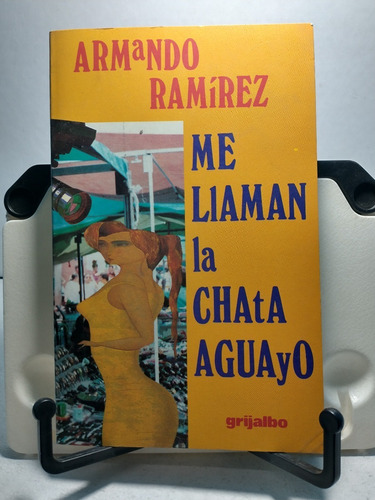 ARMaNDO
RAMíREZ
ME
LlAMAN
la
CHAtA
AGUAyO
grijalbo